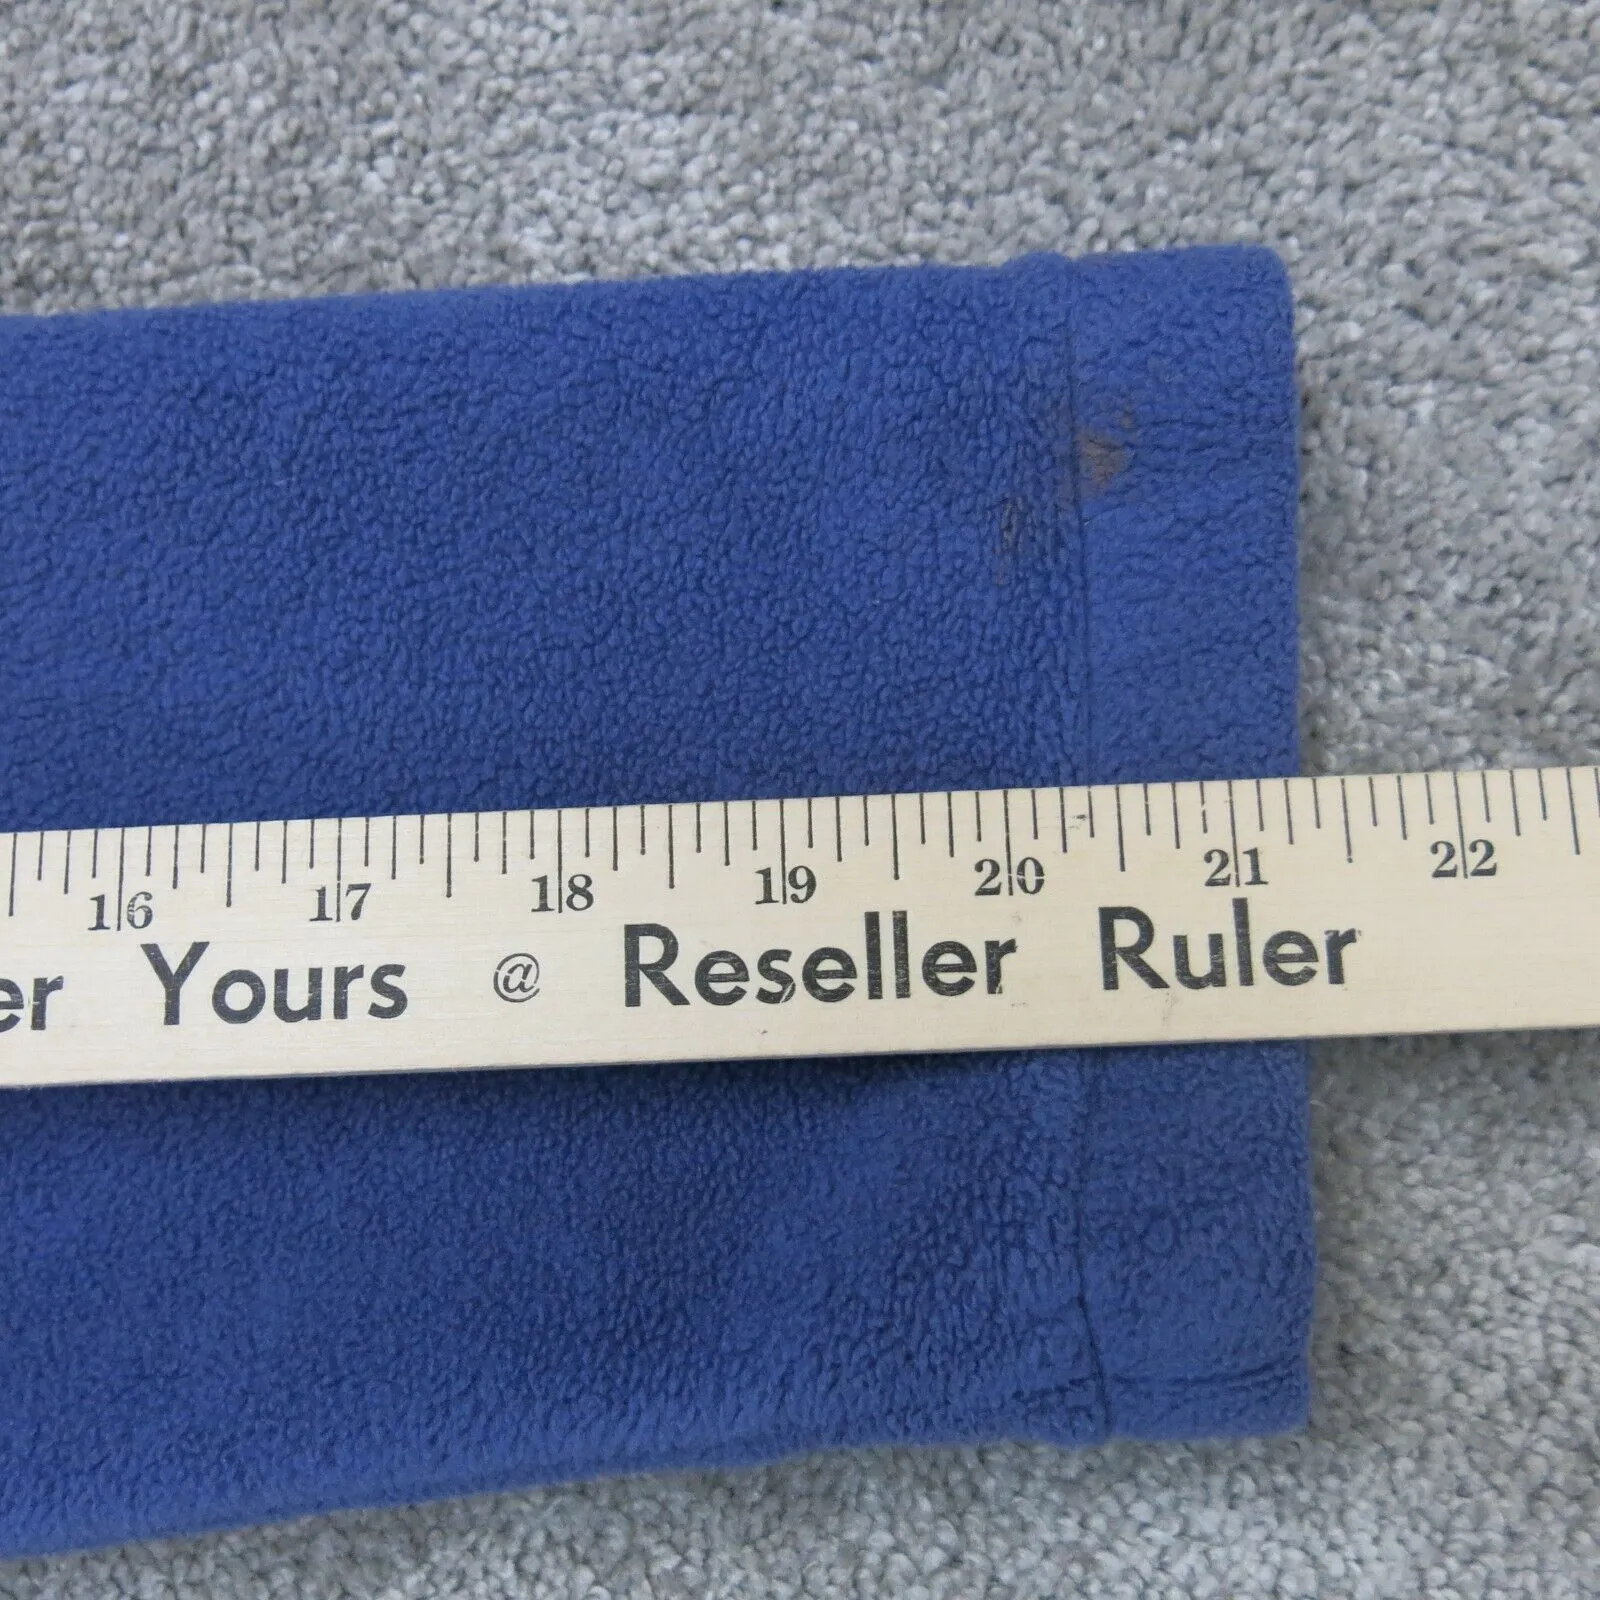 16 17 18 19 20 21 22
er Yours @ Reseller Ruler